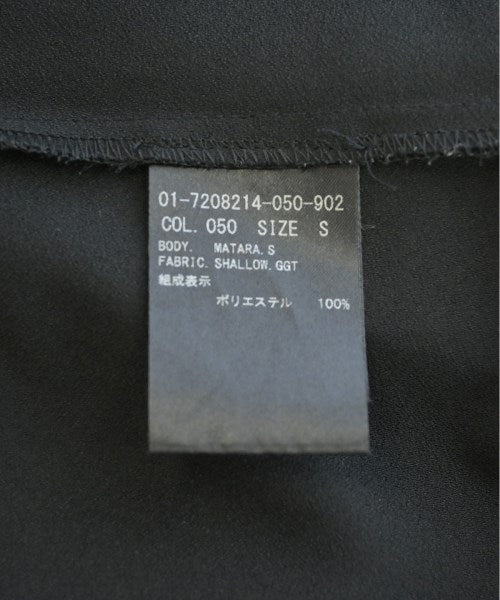 01-7208214-050-902
COL. 050 SIZE S
BODY. MATARA.S
FABRIC. SHALLOW.GGT
組成表示
ポリエステル 100%